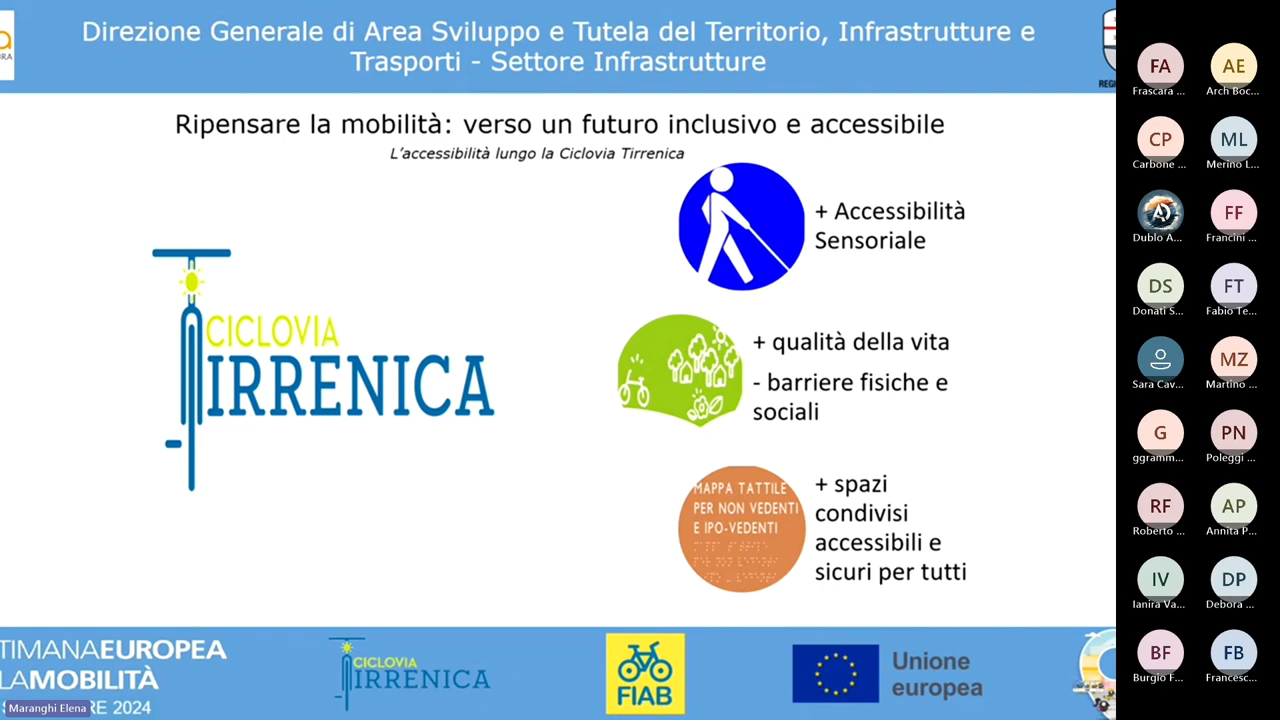 a
URA
Direzione Generale di Area Sviluppo e Tutela del Territorio, Infrastrutture e
Trasporti - Settore Infrastrutture
REGI
Ripensare la mobilità: verso un futuro inclusivo e accessibile
L'accessibilità lungo la Ciclovia Tirrenica
+ Accessibilità
Sensoriale
CICLOVIA
TIRRENICA
+ qualità della vita
- barriere fisiche e
sociali
MAPPA TATTILE
PER NON VEDENTI
E IPO-VEDENTI
+ spazi
condivisi
accessibili e
sicuri per tutti
TIMANAEUROPEA
LAMOBILITÀ
RE 2024
Maranghi Elena
CICLOVIA
TIRRENICA
FIAB
Unione
europea
FA
Frascara ...
AE
Arch Boc...
CP
Carbone ...
ML
Merino L...
Dublo A...
FF
Francini ...
DS
Donati S...
FT
Fabio Te...
Sara Cav...
MZ
Martino ...
G
ggramm...
PN
Poleggi ...
RF
Roberto ...
AP
Annita P...
IV
Ianira Va...
DP
Debora ...
BF
Burgio F...
FB
Francesc...